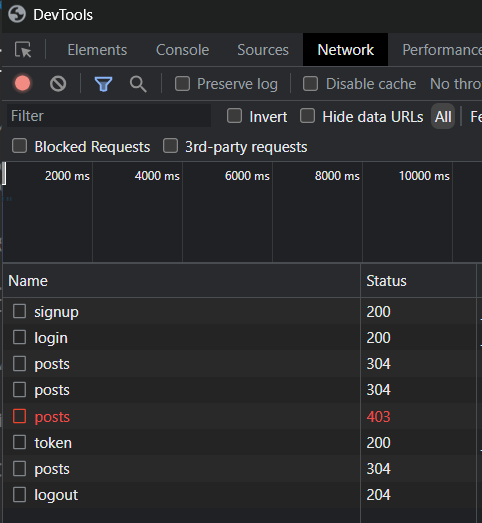 DevTools
Elements Console Sources Network Performance
Preserve log Disable cache No thro
Filter Invert Hide data URLs All Fe
Blocked Requests 3rd-party requests
2000 ms 4000 ms 6000 ms 8000 ms 10000 ms
Name Status
signup 200
login 200
posts 304
posts 304
posts 403
token 200
posts 304
logout 204